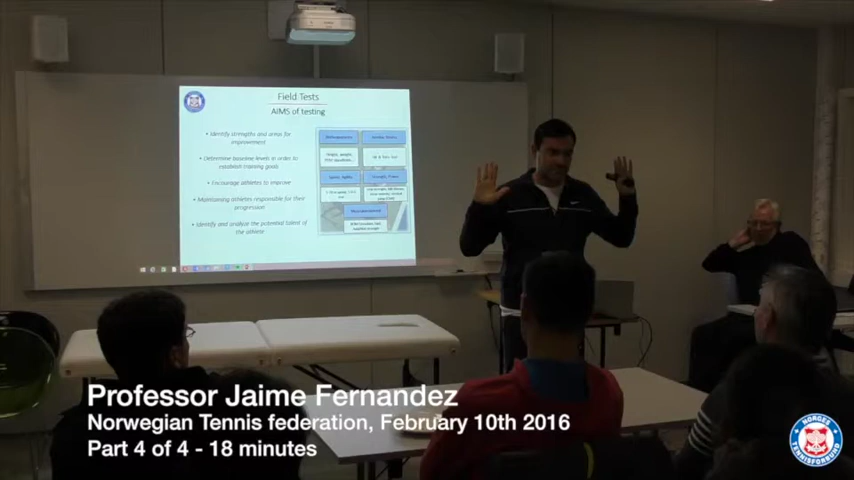 Field Tests
AIMS of testing
• Identify strengths and areas for
improvement
• Determine baseline levels in order to
establish training goals
• Encourage athletes to improve
• Maintaining athletes responsible for their
progression
• Identify and analyze the potential talent of
the athlete
Professor Jaime Fernandez
Norwegian Tennis federation, February 10th 2016
Part 4 of 4 - 18 minutes
NORGES
TENNISFORBUND